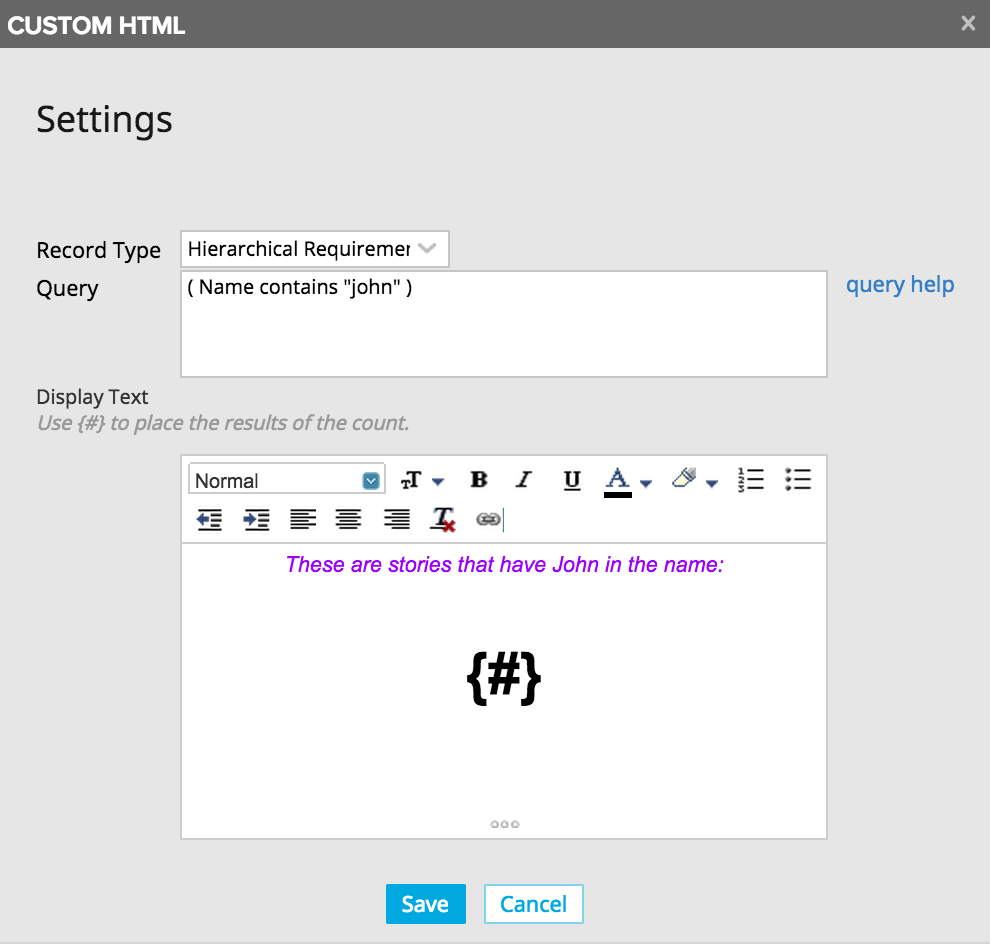 CUSTOM HTML
Settings
Record Type Hierarchical Requiremer
Query ( Name contains "john" ) query help
Display Text
Use {#} to place the results of the count.
Normal T B I U A
These are stories that have John in the name:
{#}
Save Cancel